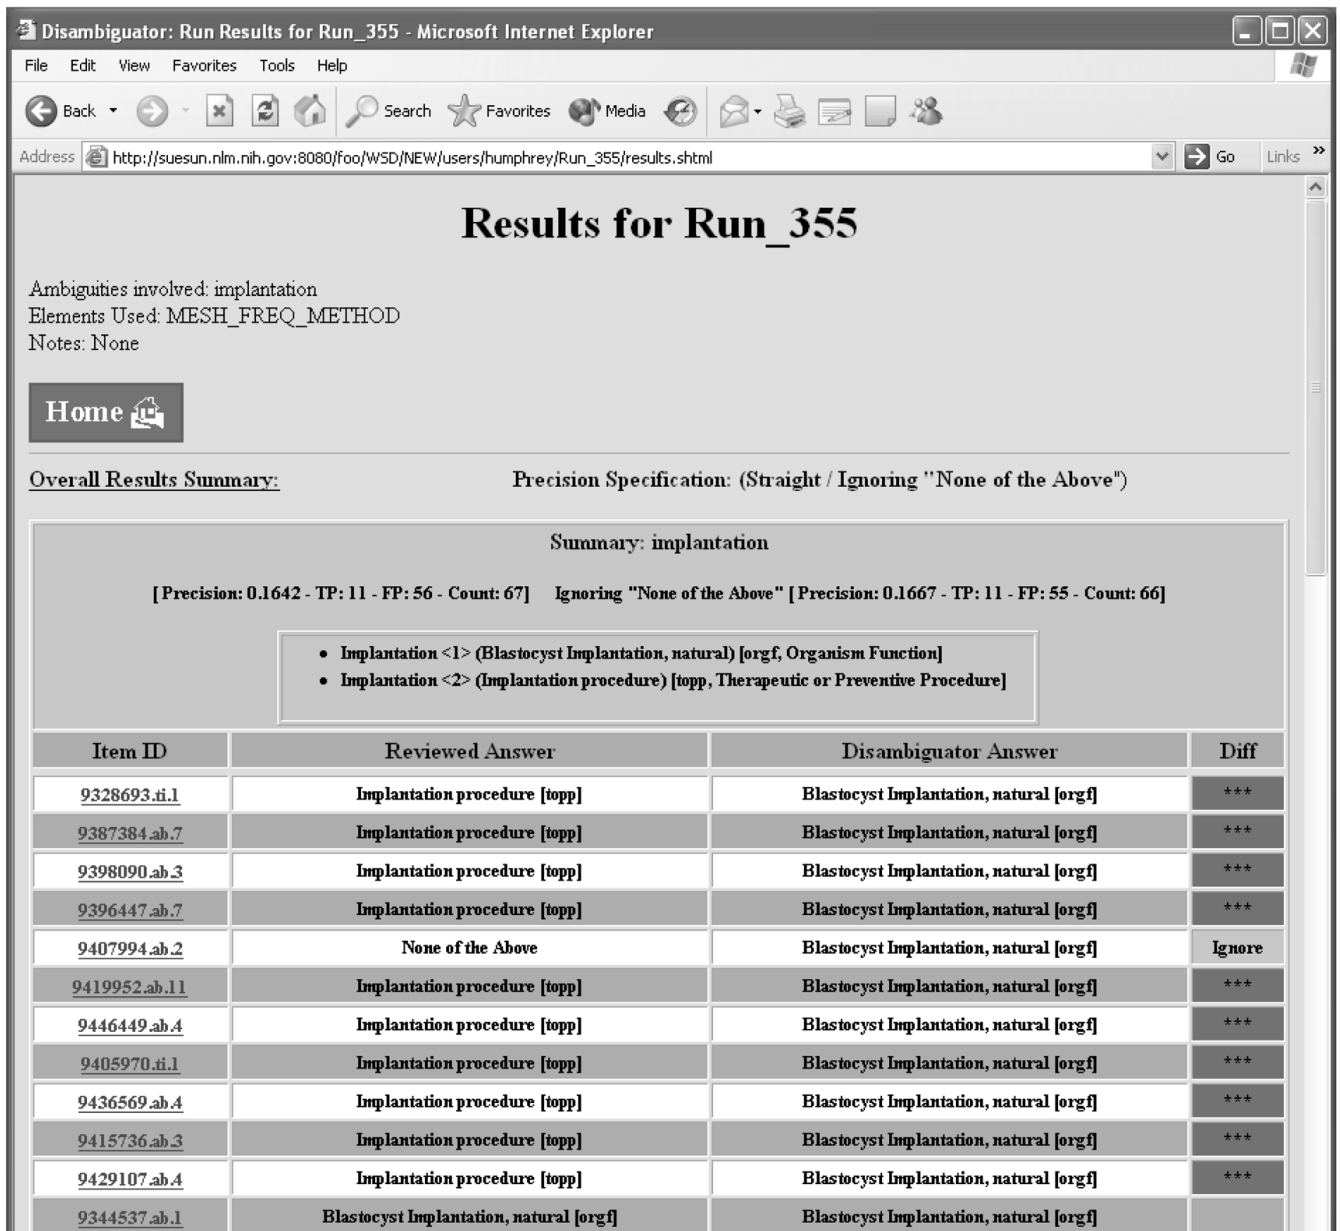 Disambiguator: Run Results for Run_355 - Microsoft Internet Explorer
File Edit View Favorites Tools Help
Back Search Favorites Media
Address http://suesun.nlm.nih.gov:8080/foo/WSD/NEW/users/humphrey/Run_355/results.shtml Go Links »
Results for Run_355
Ambiguities involved: implantation
Elements Used: MESH_FREQ_METHOD
Notes: None
Home
Overall Results Summary: Precision Specification: (Straight / Ignoring "None of the Above")
Summary: implantation
[ Precision: 0.1642 - TP: 11 - FP: 56 - Count: 67] Ignoring "None of the Above" [ Precision: 0.1667 - TP: 11 - FP: 55 - Count: 66]
• Implantation <1> (Blastocyst Implantation, natural) [orgf, Organism Function]
• Implantation <2> (Implantation procedure) [topp, Therapeutic or Preventive Procedure]
Item ID Reviewed Answer Disambiguator Answer Diff
9328693.ti.1 Implantation procedure [topp] Blastocyst Implantation, natural [orgf] ***
9387384.ab.7 Implantation procedure [topp] Blastocyst Implantation, natural [orgf] ***
9398090.ab.3 Implantation procedure [topp] Blastocyst Implantation, natural [orgf] ***
9396447.ab.7 Implantation procedure [topp] Blastocyst Implantation, natural [orgf] ***
9407994.ab.2 None of the Above Blastocyst Implantation, natural [orgf] Ignore
9419952.ab.11 Implantation procedure [topp] Blastocyst Implantation, natural [orgf] ***
9446449.ab.4 Implantation procedure [topp] Blastocyst Implantation, natural [orgf] ***
9405970.ti.1 Implantation procedure [topp] Blastocyst Implantation, natural [orgf] ***
9436569.ab.4 Implantation procedure [topp] Blastocyst Implantation, natural [orgf] ***
9415736.ab.3 Implantation procedure [topp] Blastocyst Implantation, natural [orgf] ***
9429107.ab.4 Implantation procedure [topp] Blastocyst Implantation, natural [orgf] ***
9344537.ab.1 Blastocyst Implantation, natural [orgf] Blastocyst Implantation, natural [orgf]